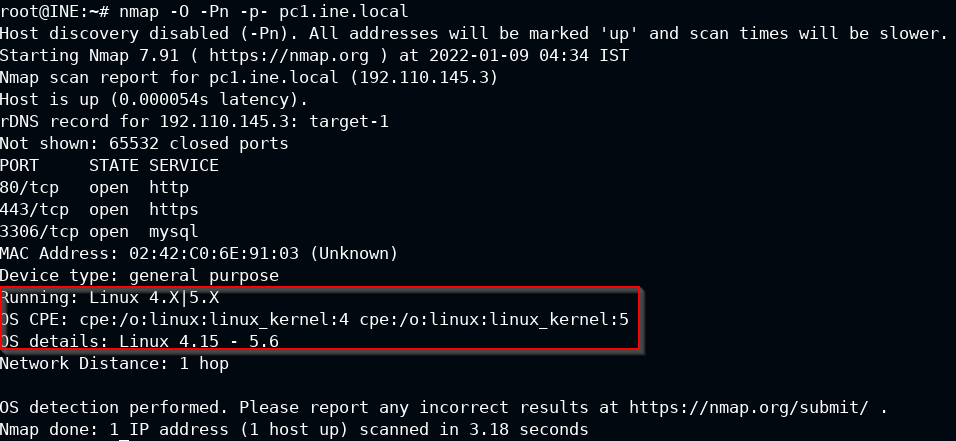 root@INE:~# nmap -O -Pn -p- pc1.ine.local
Host discovery disabled (-Pn). All addresses will be marked 'up' and scan times will be slower.
Starting Nmap 7.91 ( https://nmap.org ) at 2022-01-09 04:34 IST
Nmap scan report for pc1.ine.local (192.110.145.3)
Host is up (0.000054s latency).
rDNS record for 192.110.145.3: target-1
Not shown: 65532 closed ports
PORT     STATE SERVICE
80/tcp   open  http
443/tcp  open  https
3306/tcp open  mysql
MAC Address: 02:42:C0:6E:91:03 (Unknown)
Device type: general purpose
Running: Linux 4.X|5.X
OS CPE: cpe:/o:linux:linux_kernel:4 cpe:/o:linux:linux_kernel:5
OS details: Linux 4.15 - 5.6
Network Distance: 1 hop
OS detection performed. Please report any incorrect results at https://nmap.org/submit/ .
Nmap done: 1 IP address (1 host up) scanned in 3.18 seconds